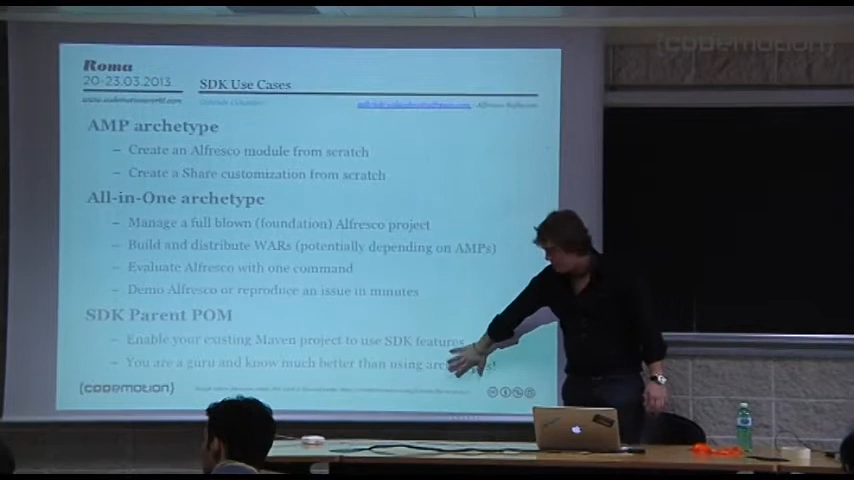 {codemotion}
Roma
20-23.03.2013
www.codemotionworld.com
SDK Use Cases
AMP archetype
– Create an Alfresco module from scratch
– Create a Share customization from scratch
All-in-One archetype
– Manage a full blown (foundation) Alfresco project
– Build and distribute WARs (potentially depending on AMPs)
– Evaluate Alfresco with one command
– Demo Alfresco or reproduce an issue in minutes
SDK Parent POM
– Enable your existing Maven project to use SDK features
– You are a guru and know much better than using
{codemotion}